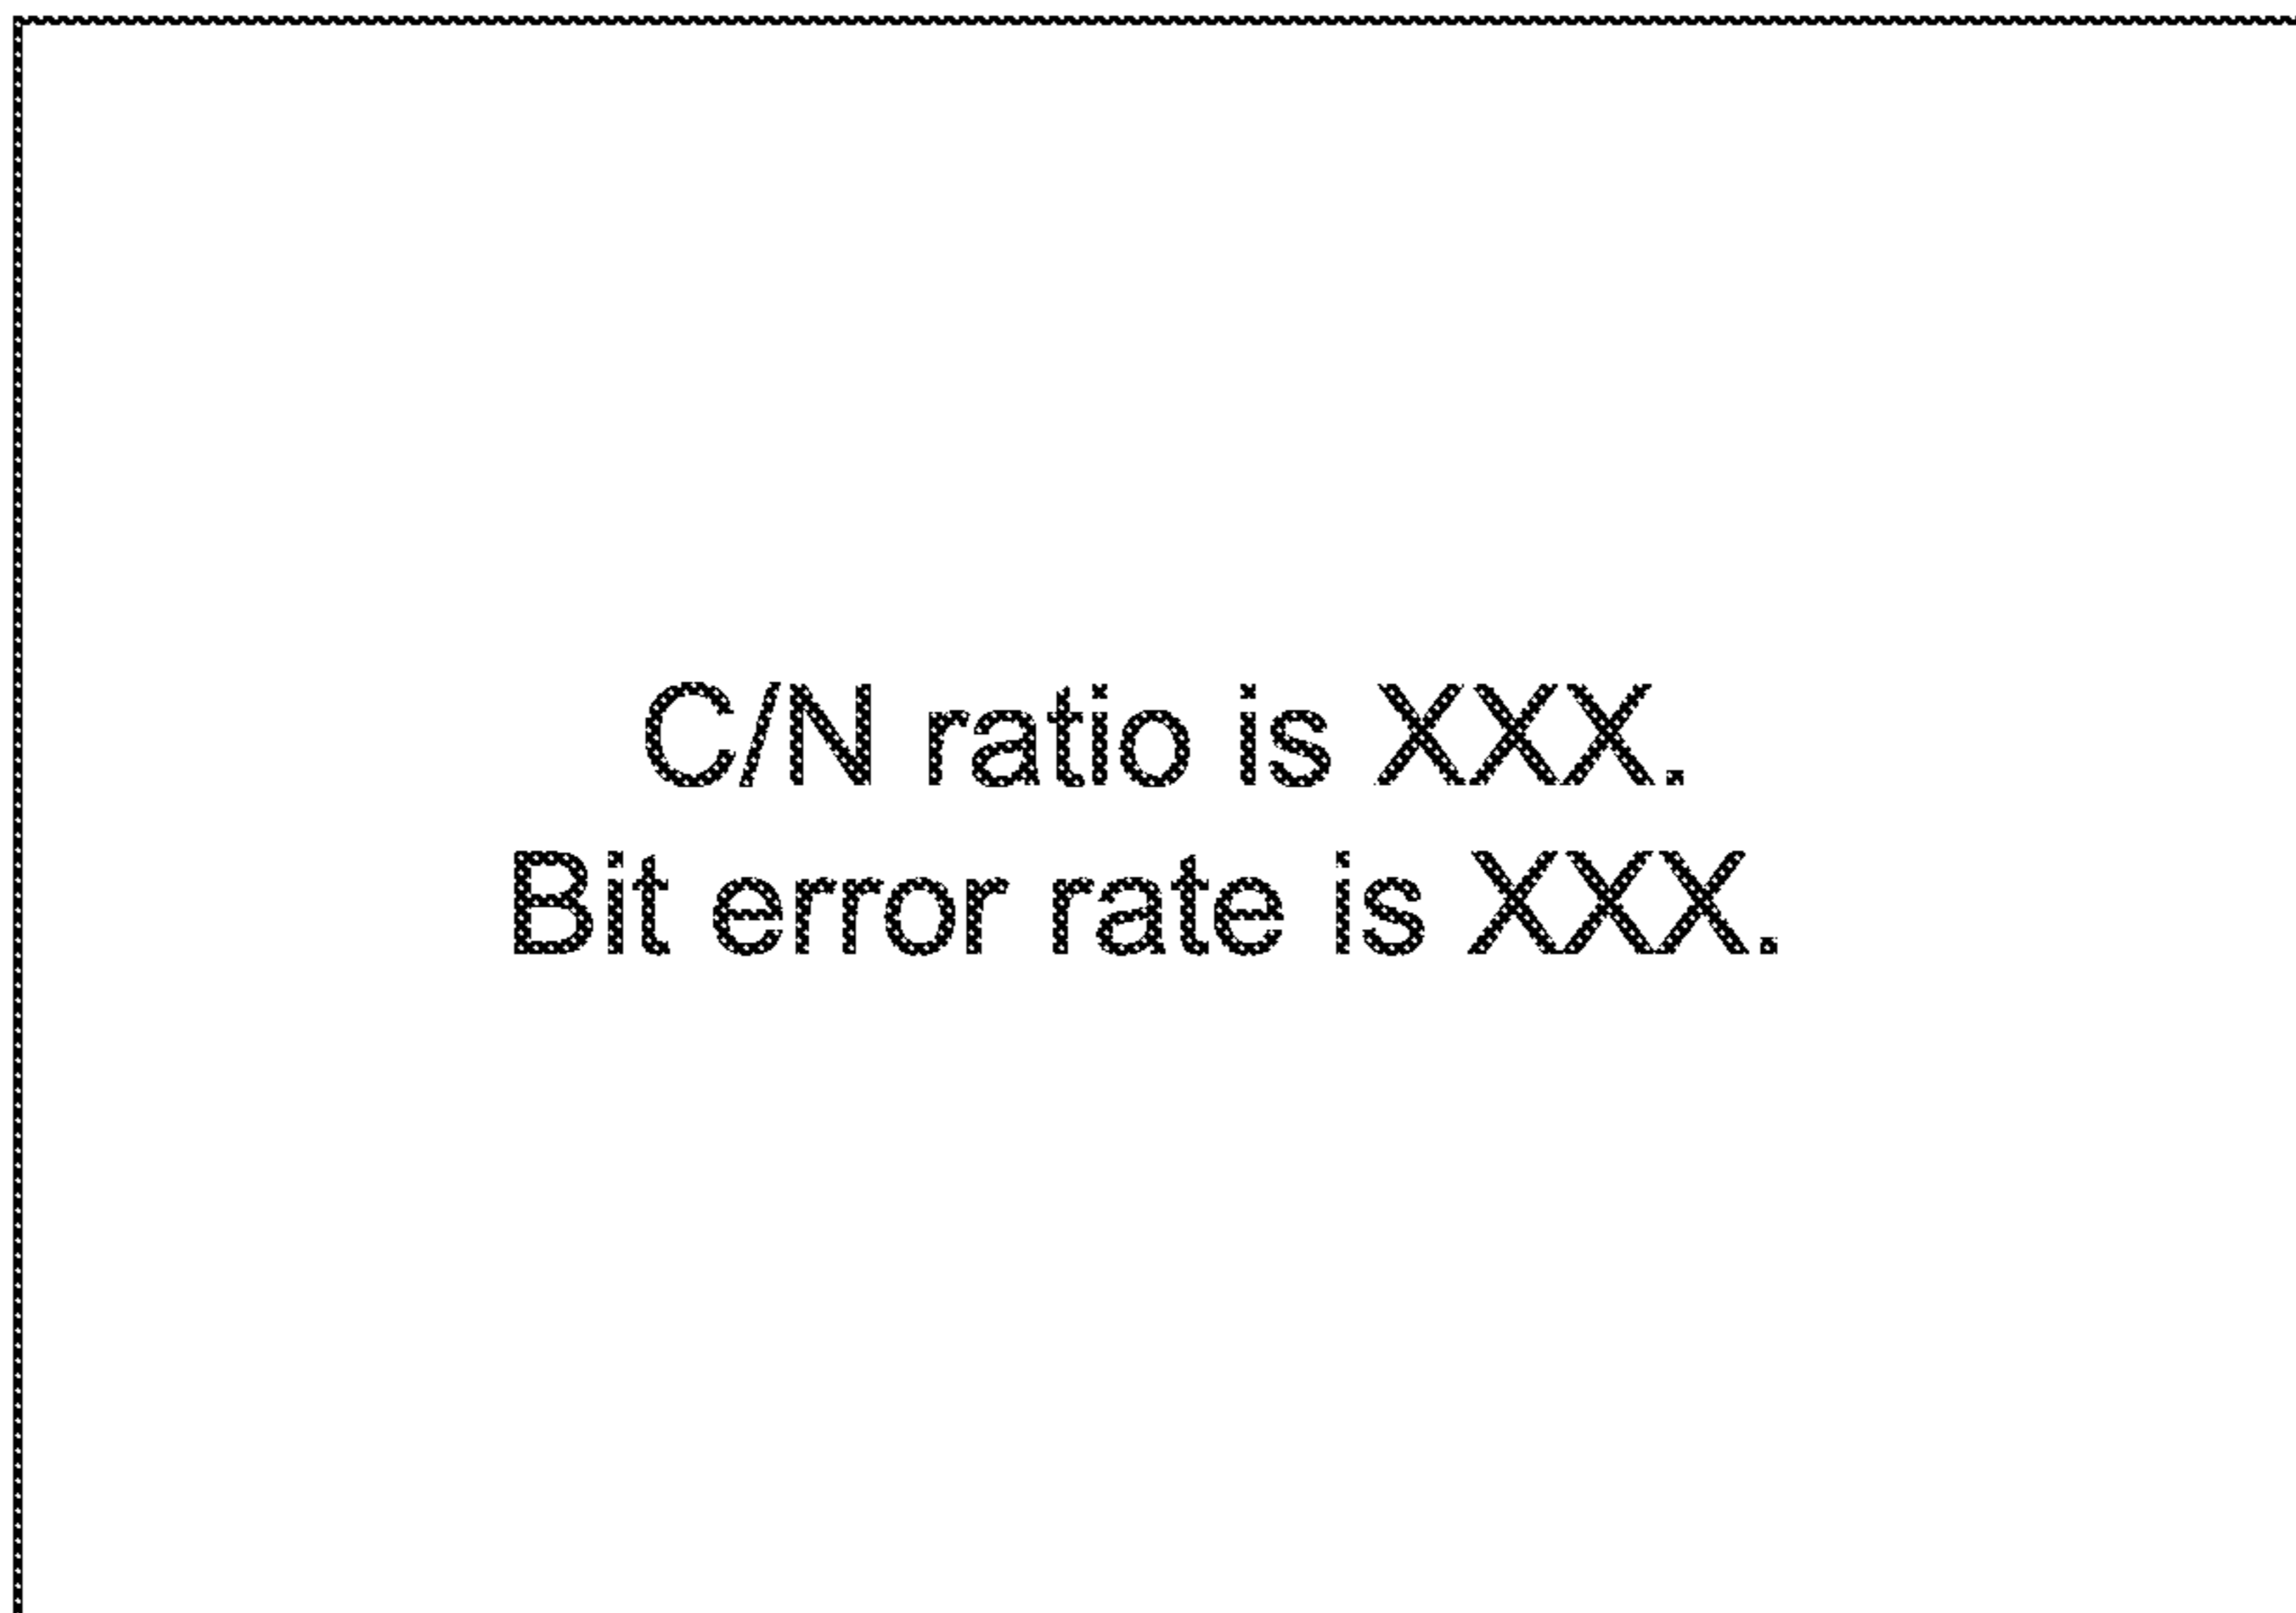 C/N ratio is XXX.
Bit error rate is XXX.